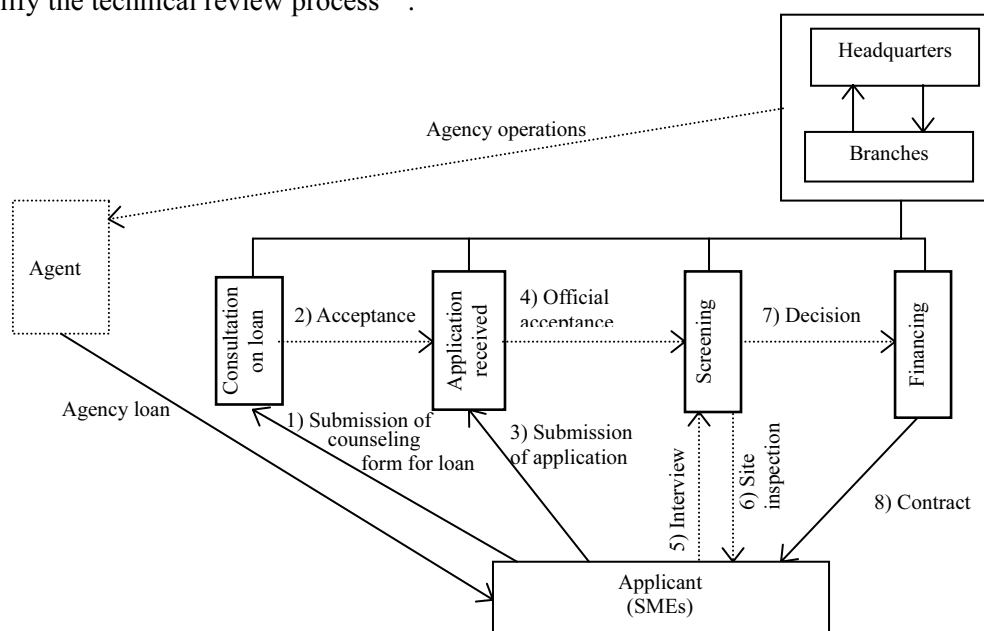 the technical review process
Headquarters
Branches
Agency operations
Agent
Consultation
on loan
2) Acceptance
Application
received
4) Official
acceptance
Screening
7) Decision
Financing
Agency loan
1) Submission of
counseling
form for loan
3) Submission
of application
5) Interview
6) Site
inspection
8) Contract
Applicant
(SMEs)